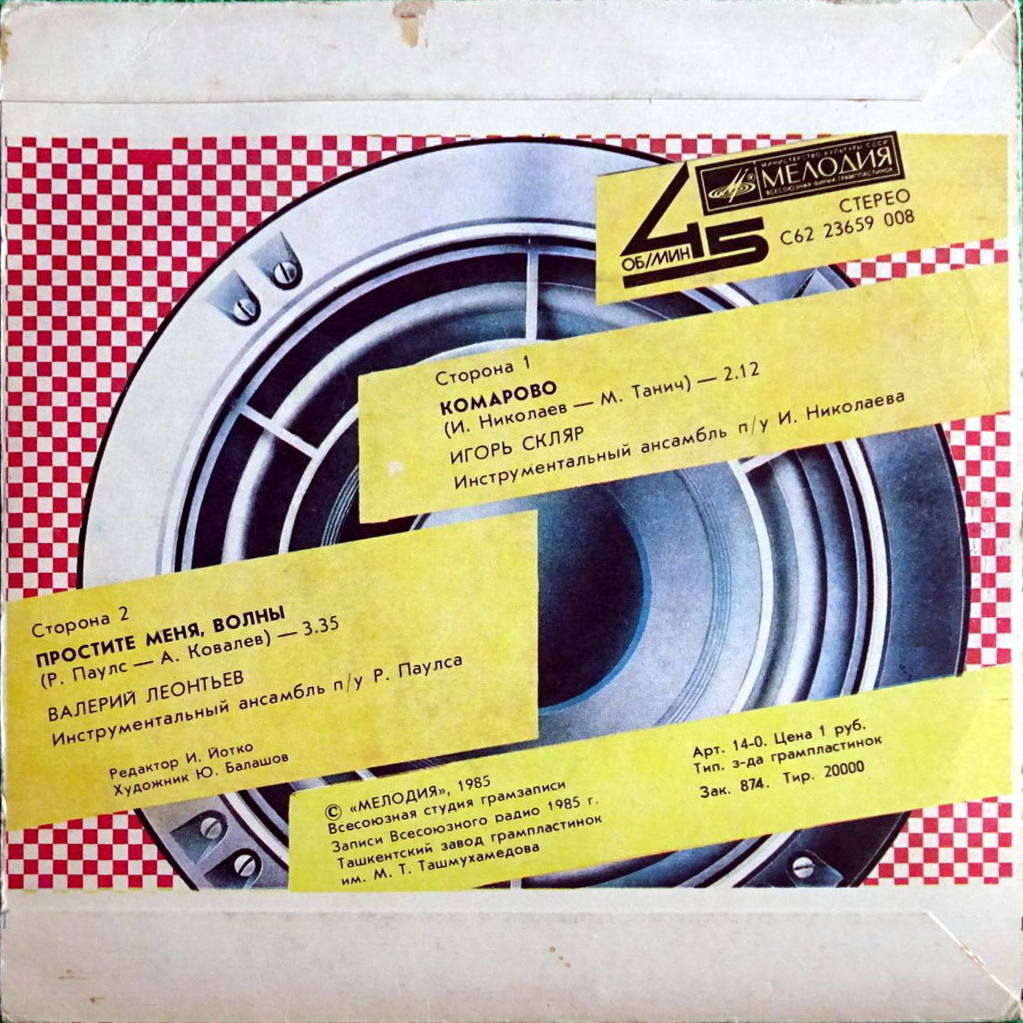 МИНИСТЕРСТВО КУЛЬТУРЫ СССР
МЕЛОДИЯ
ВСЕСОЮЗНАЯ ФИРМА ГРАМПЛАСТИНОК
45
ОБ/МИН
СТЕРЕО
С62 23659 008
Сторона 1
КОМАРОВО
(И. Николаев — М. Танич) — 2.12
ИГОРЬ СКЛЯР
Инструментальный ансамбль п/у И. Николаева
Сторона 2
ПРОСТИТЕ МЕНЯ, ВОЛНЫ
(Р. Паулс — А. Ковалев) — 3.35
ВАЛЕРИЙ ЛЕОНТЬЕВ
Инструментальный ансамбль п/у Р. Паулса
Редактор И. Йотко
Художник Ю. Балашов
© «МЕЛОДИЯ», 1985
Всесоюзная студия грамзаписи
Записи Всесоюзного радио 1985 г.
Ташкентский завод грампластинок
им. М. Т. Ташмухамедова
Арт. 14-0. Цена 1 руб.
Тип. з-да грампластинок
Зак. 874. Тир. 20000